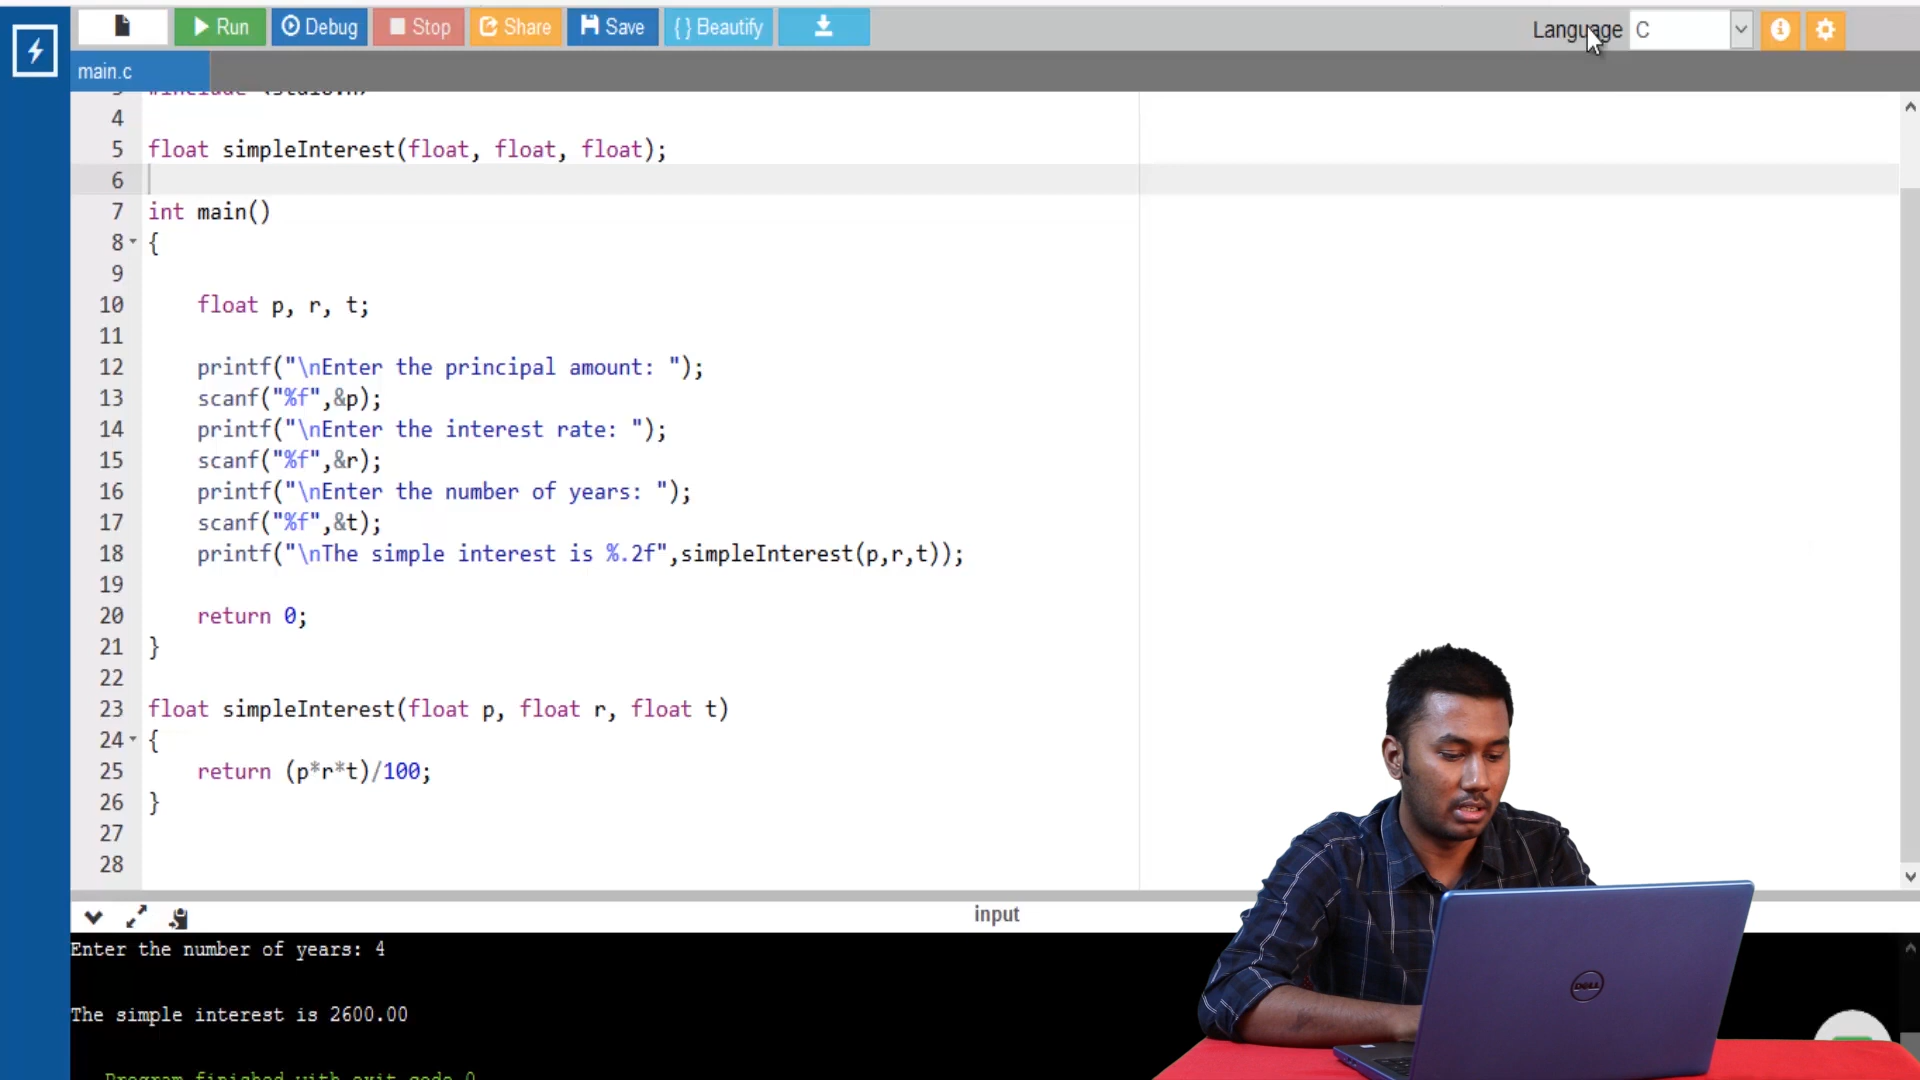 Run Debug Stop Share Save { } Beautify Language C
main.c
3 #include <stdio.h>
4
5 float simpleInterest(float, float, float);
6
7 int main()
8 {
9
10 float p, r, t;
11
12 printf("\nEnter the principal amount: ");
13 scanf("%f",&p);
14 printf("\nEnter the interest rate: ");
15 scanf("%f",&r);
16 printf("\nEnter the number of years: ");
17 scanf("%f",&t);
18 printf("\nThe simple interest is %.2f",simpleInterest(p,r,t));
19
20 return 0;
21 }
22
23 float simpleInterest(float p, float r, float t)
24 {
25 return (p*r*t)/100;
26 }
27
28
input
Enter the number of years: 4
The simple interest is 2600.00
Program finished with exit code 0
DELL